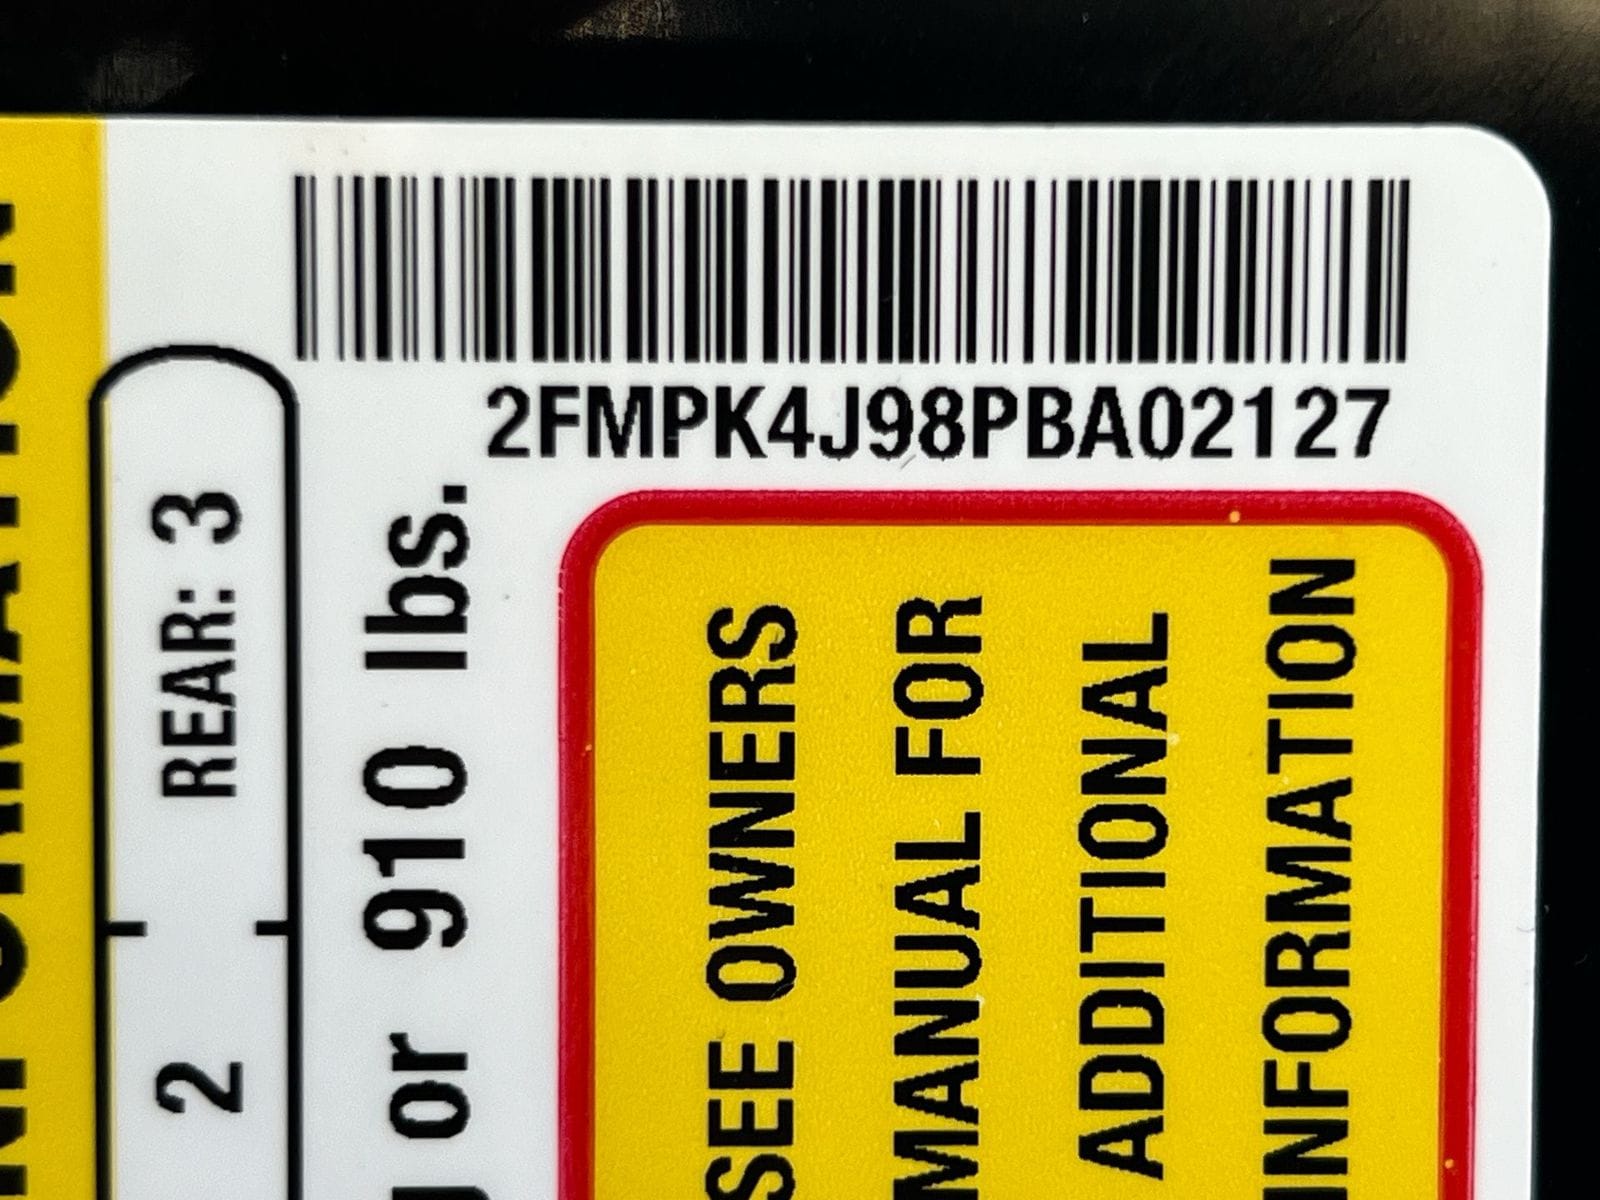 2FMPK4J98PBA02127
2 REAR: 3
or 910 lbs.
SEE OWNERS
MANUAL FOR
ADDITIONAL
INFORMATION